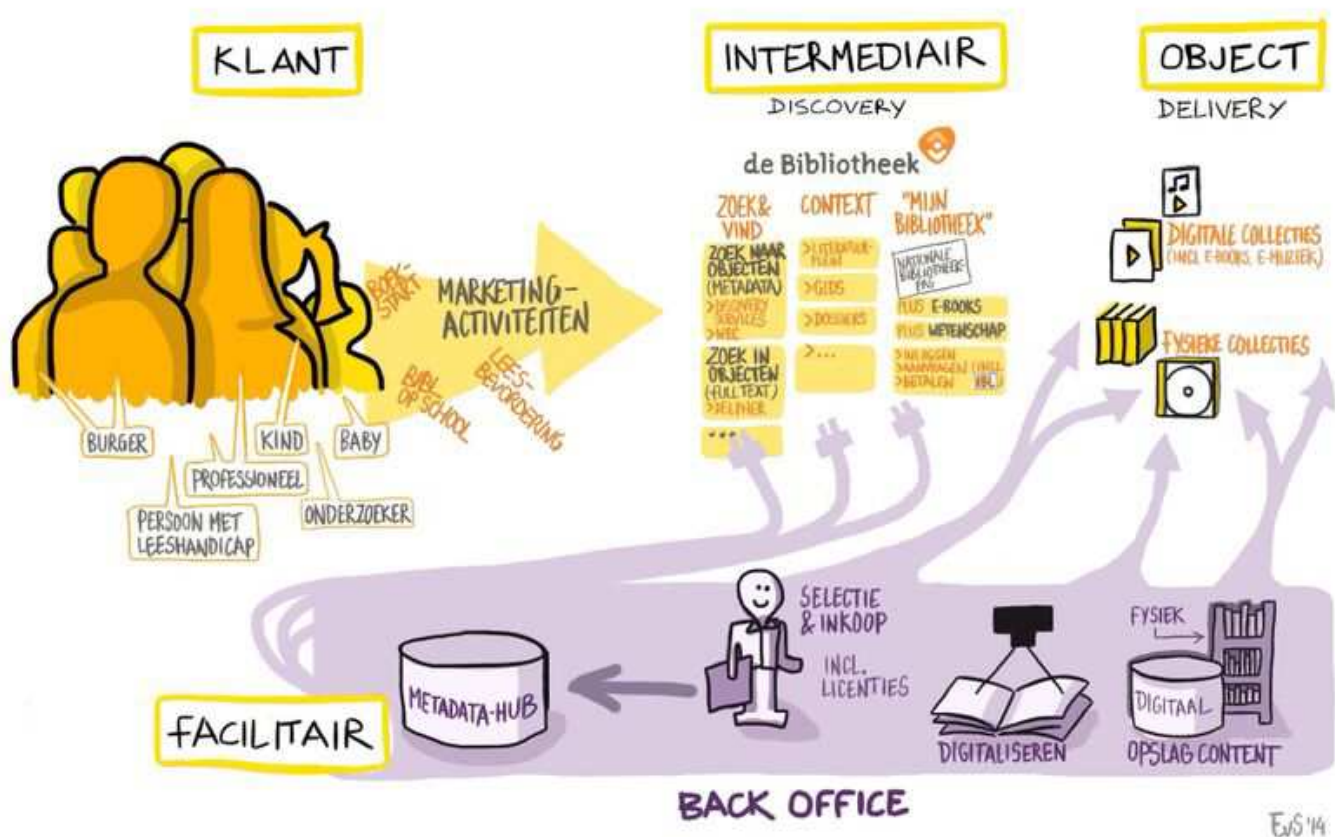 KLANT
BURGER
KIND
BABY
PROFESSIONEEL
PERSOON MET
LEESHANDICAP
ONDERZOEKER
BOEK-
START
MARKETING-
ACTIVITEITEN
BIBL
OP SCHOOL
LEES-
BEVORDERING
INTERMEDIAIR
DISCOVERY
de Bibliotheek
ZOEK &
VIND
ZOEK NAAR
OBJECTEN
(METADATA)
>DISCOVERY
SERVICES
ZOEK IN
OBJECTEN
(FULL TEXT)
>DELPHER
....
CONTEXT
>LITERATUUR-
PLEIN
>GIDS
>DOSSIERS
>...
"MIJN
BIBLIOTHEEK"
NATIONALE
BIBLIOTHEEK
PAS
PLUS E-BOOKS
PLUS WETENSCHAP
>INLOGGEN
>AANVRAGEN (INCL.
>BETALEN IBL)
OBJECT
DELIVERY
DIGITALE COLLECTIES
(INCL E-BOOKS, E-MUZIEK)
FYSIEKE COLLECTIES
FACILITAIR
METADATA-HUB
SELECTIE
& INKOOP
INCL.
LICENTIES
DIGITALISEREN
FYSIEK
DIGITAAL
OPSLAG CONTENT
BACK OFFICE
EvS '14